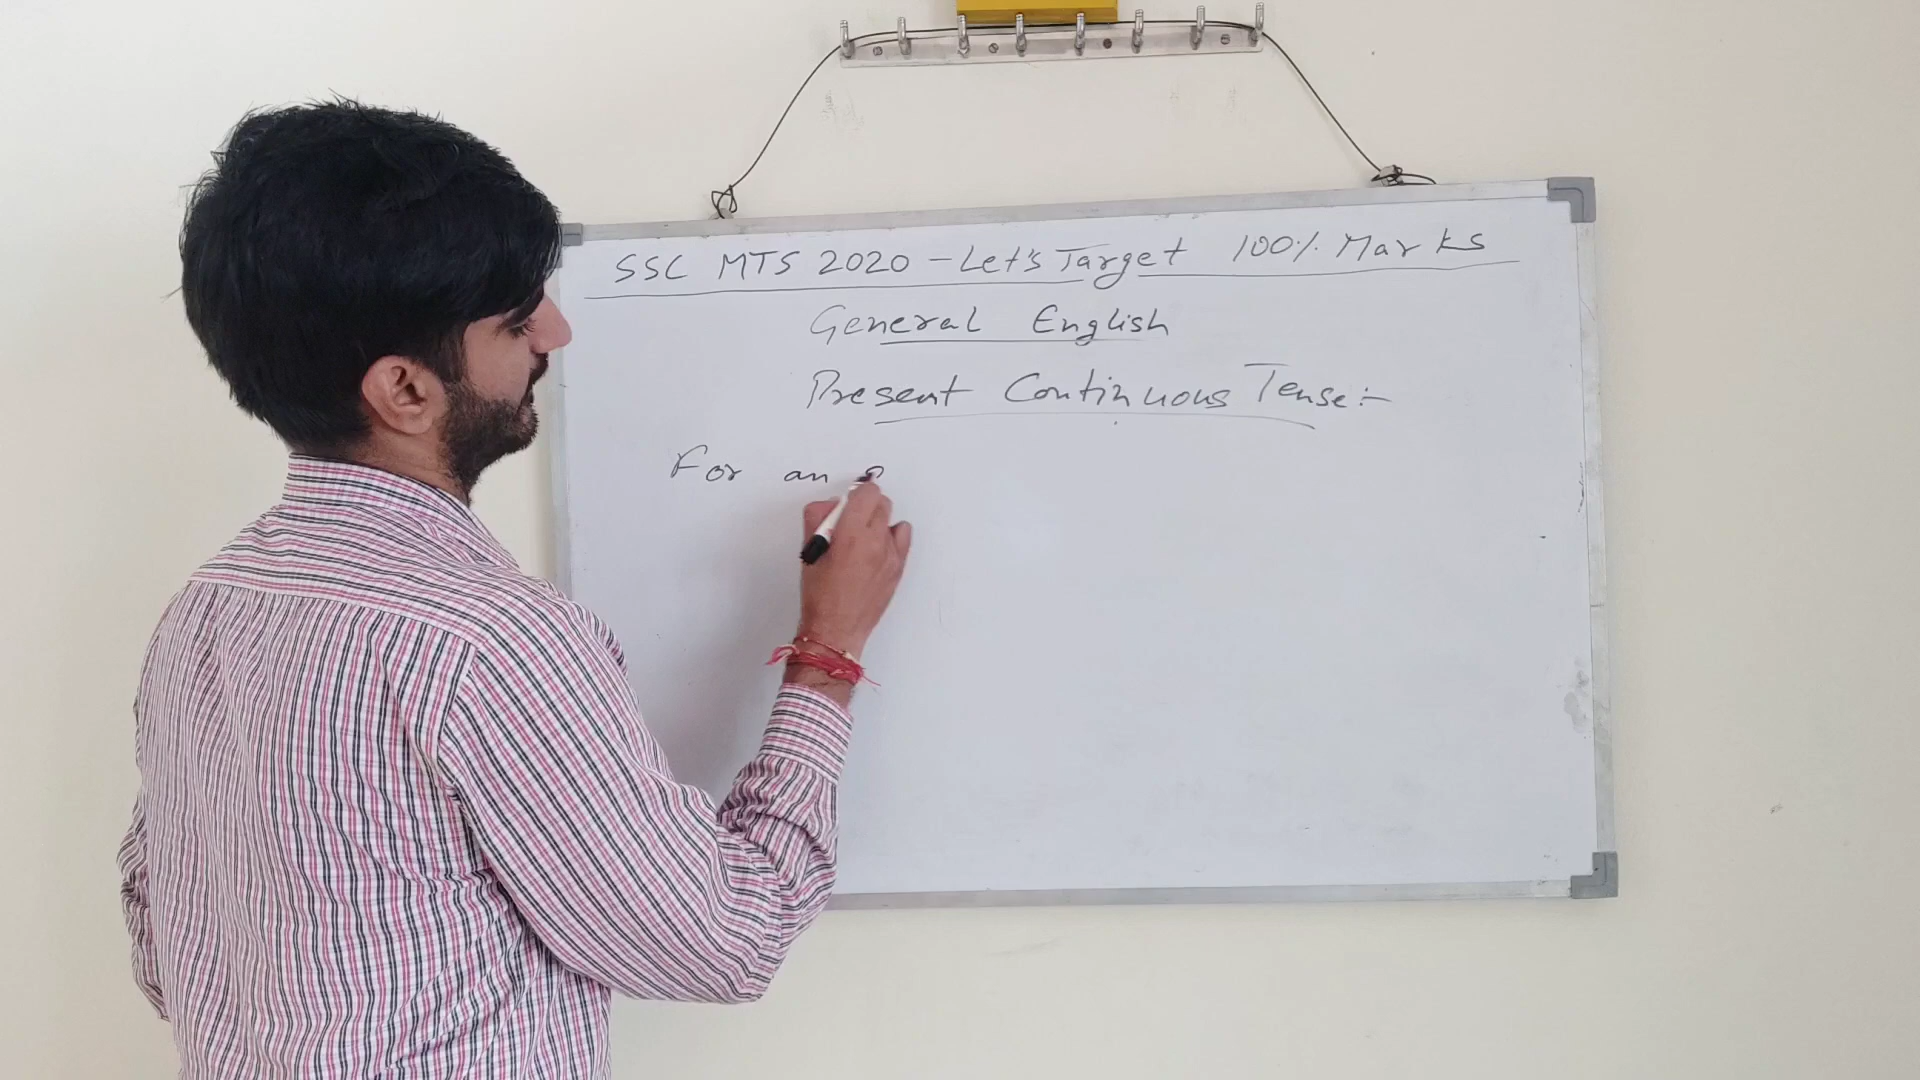 SSC MTS 2020 - Let's Target 100% Marks
General English
Present Continuous Tense:-
For an